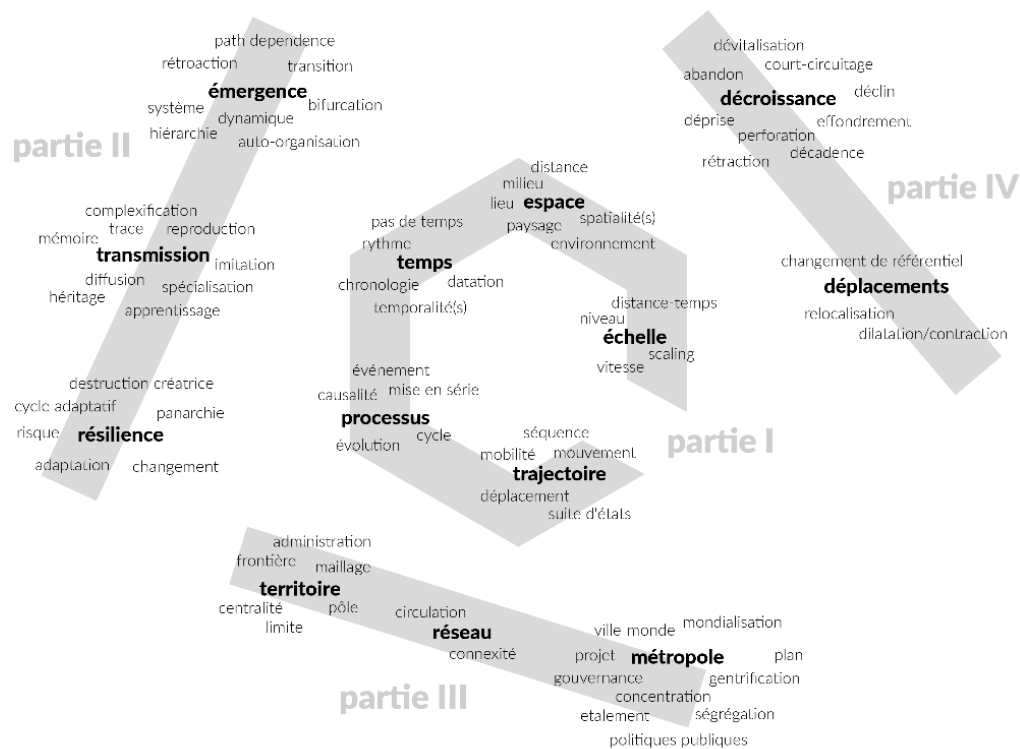 path dependence
rétroaction
transition
émergence
système
bifurcation
dynamique
hiérarchie
auto-organisation
partie II
complexification
trace
reproduction
mémoire
transmission
imitation
diffusion
spécialisation
héritage
apprentissage
destruction créatrice
cycle adaptatif
panarchie
risque
résilience
adaptation
changement
distance
milieu
lieu
espace
spatialité(s)
paysage
environnement
pas de temps
rythme
temps
chronologie
datation
temporalité(s)
distance-temps
niveau
échelle
scaling
vitesse
événement
causalité
mise en série
processus
évolution
cycle
séquence
mobilité
mouvement
trajectoire
déplacement
suite d'états
partie I
administration
frontière
maillage
territoire
centralité
pôle
limite
circulation
réseau
connexité
ville monde
mondialisation
projet
métropole
plan
gouvernance
gentrification
concentration
etalement
ségrégation
politiques publiques
partie III
dévitalisation
court-circuitage
abandon
décroissance
déclin
déprise
effondrement
perforation
rétraction
décadence
partie IV
changement de référentiel
déplacements
relocalisation
dilatation/contraction